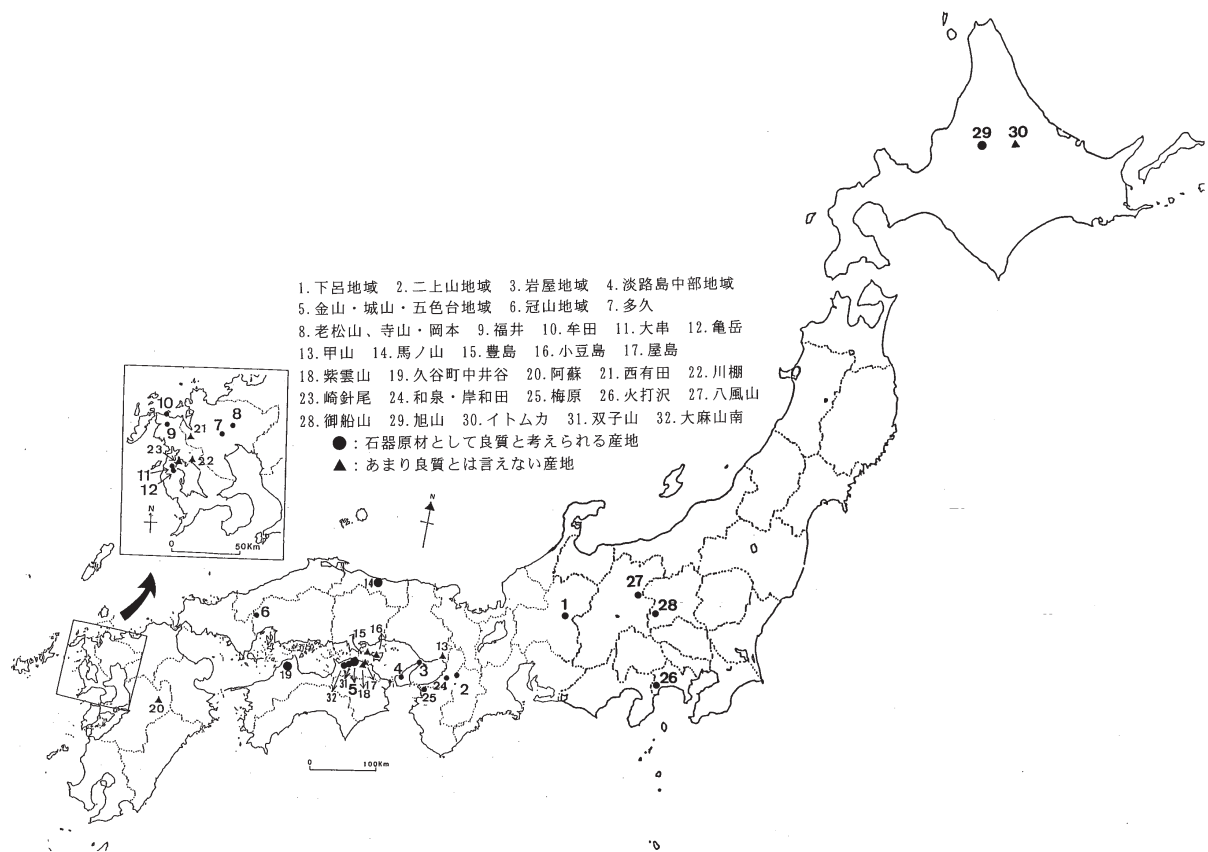 29 30
1.下呂地域 2.二上山地域 3.岩屋地域 4.淡路島中部地域
5.金山・城山・五色台地域 6.冠山地域 7.多久
8.老松山、寺山・岡本 9.福井 10.牟田 11.大串 12.亀岳
13.甲山 14.馬ノ山 15.豊島 16.小豆島 17.屋島
18.紫雲山 19.久谷町中井谷 20.阿蘇 21.西有田 22.川棚
23.崎針尾 24.和泉・岸和田 25.梅原 26.火打沢 27.八風山
28.御船山 29.旭山 30.イトムカ 31.双子山 32.大麻山南
●：石器原材として良質と考えられる産地
▲：あまり良質とは言えない産地
10
8
7
21
9
23
22
11
12
N
0 50Km
N
27
28
1
14
6
15 16
13
19
4
3
31 5 17
24
2
32
18
25
26
20
0 100Km